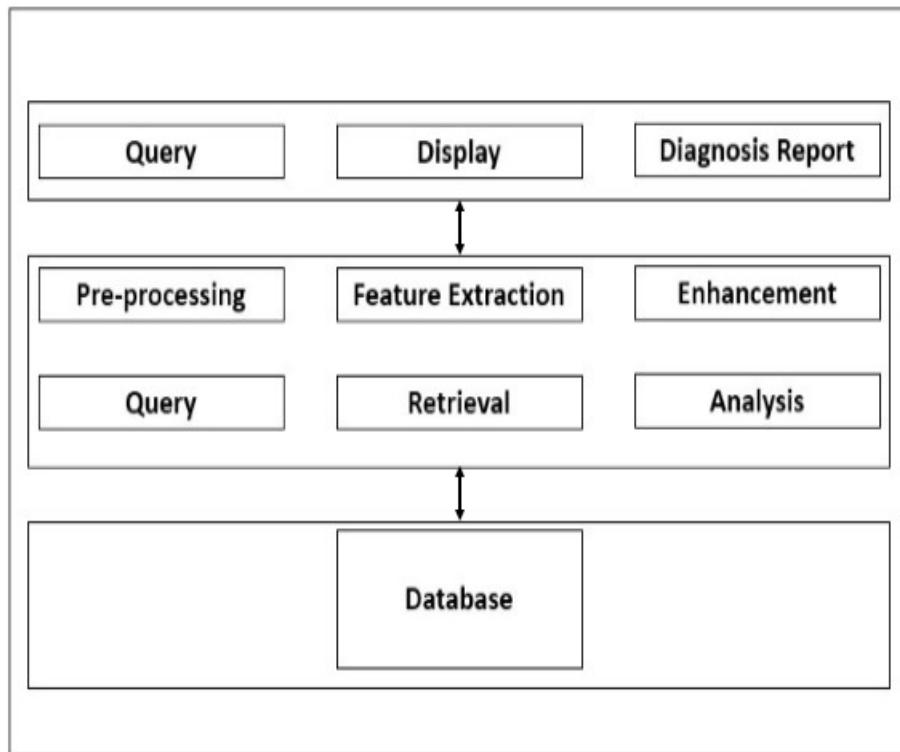 Query
Display
Diagnosis Report
Pre-processing
Feature Extraction
Enhancement
Query
Retrieval
Analysis
Database